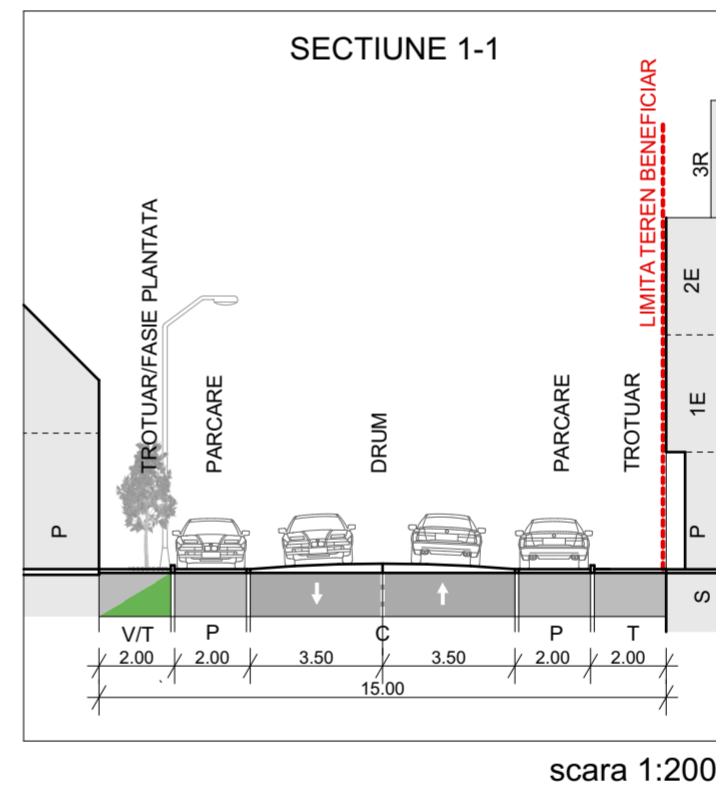 SECTIUNE 1-1
LIMITA TEREN BENEFICIAR
3R
2E
1E
P
S
TROTUAR/FASIE PLANTATA
PARCARE
DRUM
PARCARE
TROTUAR
P
V/T P C P T
2.00 2.00 3.50 3.50 2.00 2.00
15.00
scara 1:200